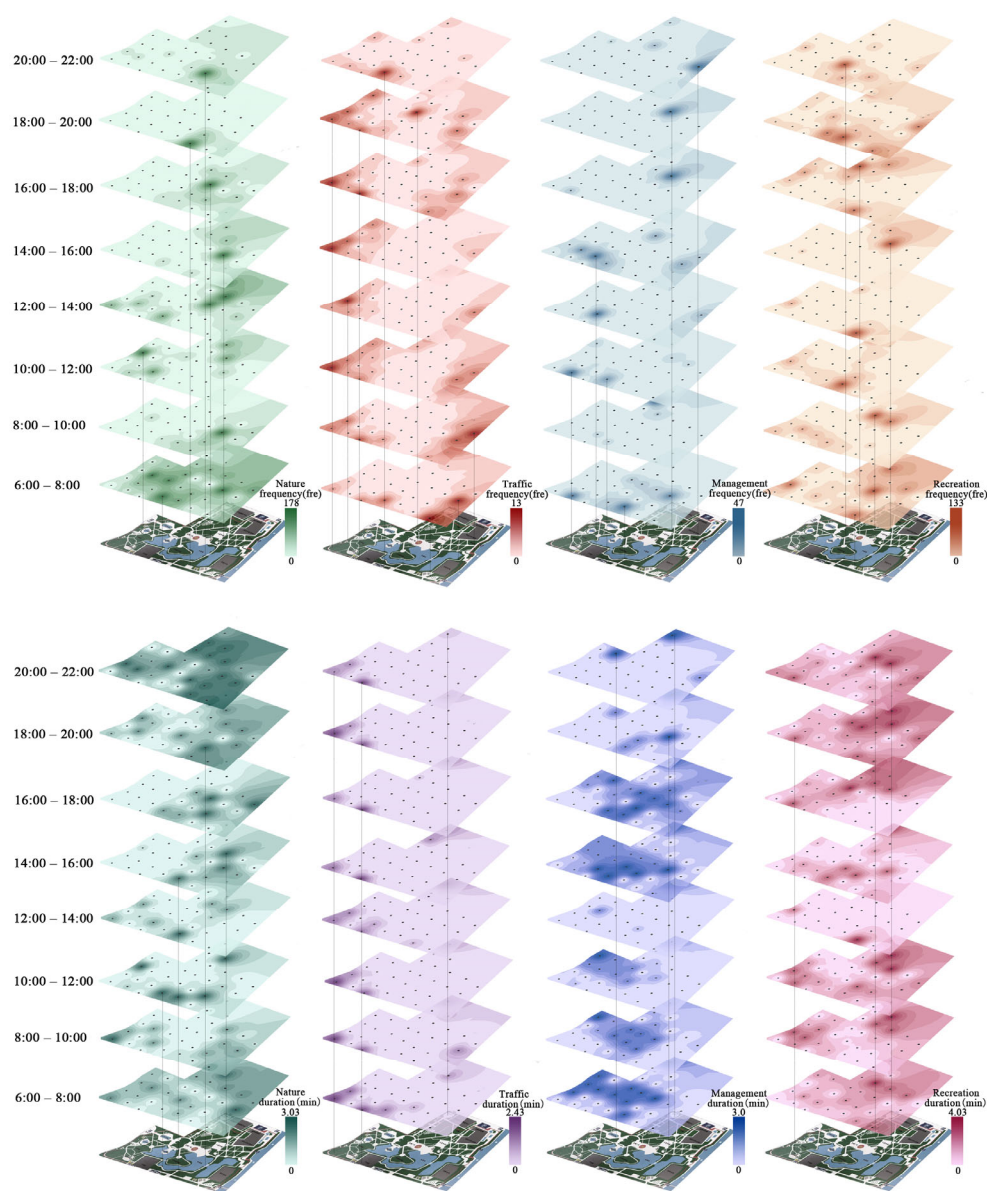 20:00 – 22:00
18:00 – 20:00
16:00 – 18:00
14:00 – 16:00
12:00 – 14:00
10:00 – 12:00
8:00 – 10:00
6:00 – 8:00
Nature
frequency(fre)
178
0
Traffic
frequency(fre)
13
0
Management
frequency(fre)
47
0
Recreation
frequency(fre)
133
0
20:00 – 22:00
18:00 – 20:00
16:00 – 18:00
14:00 – 16:00
12:00 – 14:00
10:00 – 12:00
8:00 – 10:00
6:00 – 8:00
Nature
duration (min)
3.03
0
Traffic
duration (min)
2.43
0
Management
duration (min)
3.0
0
Recreation
duration (min)
4.03
0